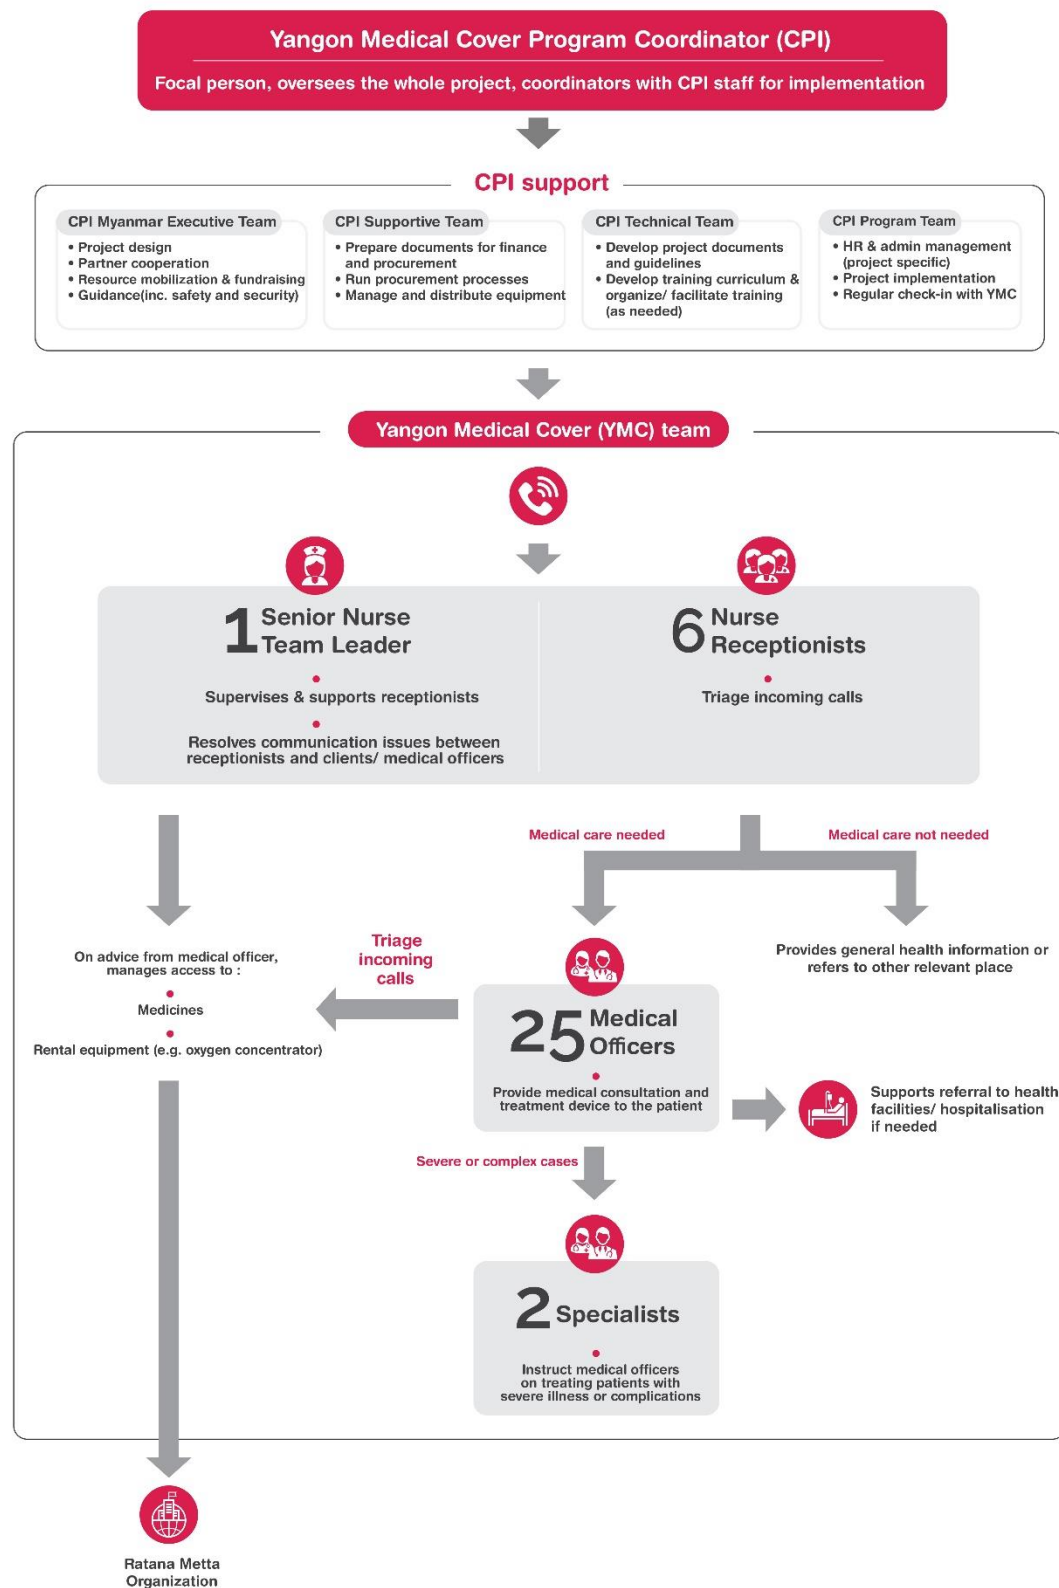 Yangon Medical Cover Program Coordinator (CPI)
Focal person, oversees the whole project, coordinators with CPI staff for implementation
CPI support
CPI Myanmar Executive Team
• Project design
• Partner cooperation
• Resource mobilization & fundraising
• Guidance(inc. safety and security)
CPI Supportive Team
• Prepare documents for finance
and procurement
• Run procurement processes
• Manage and distribute equipment
CPI Technical Team
• Develop project documents
and guidelines
• Develop training curriculum &
organize/ facilitate training
(as needed)
CPI Program Team
• HR & admin management
(project specific)
• Project implementation
• Regular check-in with YMC
Yangon Medical Cover (YMC) team
1 Senior Nurse
Team Leader
•
Supervises & supports receptionists
•
Resolves communication issues between
receptionists and clients/ medical officers
6 Nurse
Receptionists
•
Triage incoming calls
Medical care needed
Medical care not needed
On advice from medical officer,
manages access to :
•
Medicines
•
Rental equipment (e.g. oxygen concentrator)
Triage
incoming
calls
25 Medical
Officers
•
Provide medical consultation and
treatment device to the patient
Provides general health information or
refers to other relevant place
Supports referral to health
facilities/ hospitalisation
if needed
Severe or complex cases
2 Specialists
•
Instruct medical officers
on treating patients with
severe illness or complications
Ratana Metta
Organization